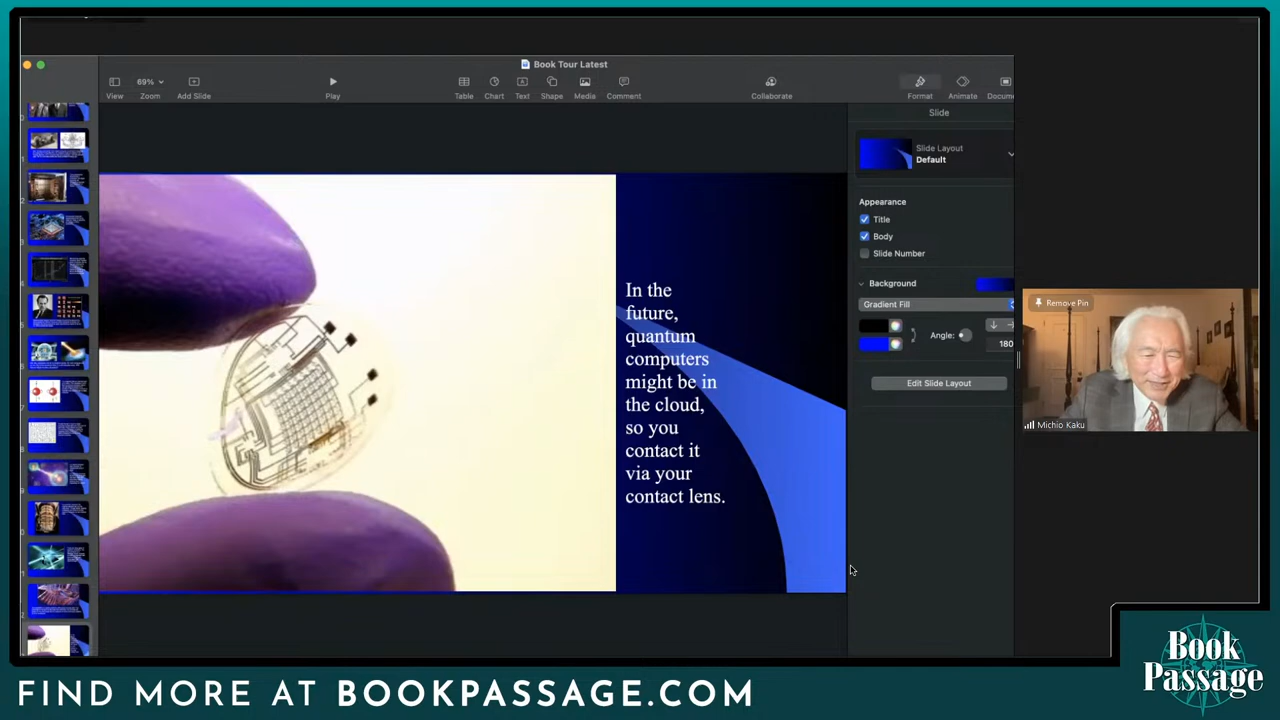 Book Tour Latest
69%
View
Zoom
Add Slide
Play
Table
Chart
Text
Shape
Media
Comment
Collaborate
Format
Animate
Docum
Slide
Slide Layout
Default
Appearance
Title
Body
Slide Number
Background
Gradient Fill
Angle:
180
Edit Slide Layout
In the
future,
quantum
computers
might be in
the cloud,
so you
contact it
via your
contact lens.
Remove Pin
Michio Kaku
Book
Passage
FIND MORE AT BOOKPASSAGE.COM